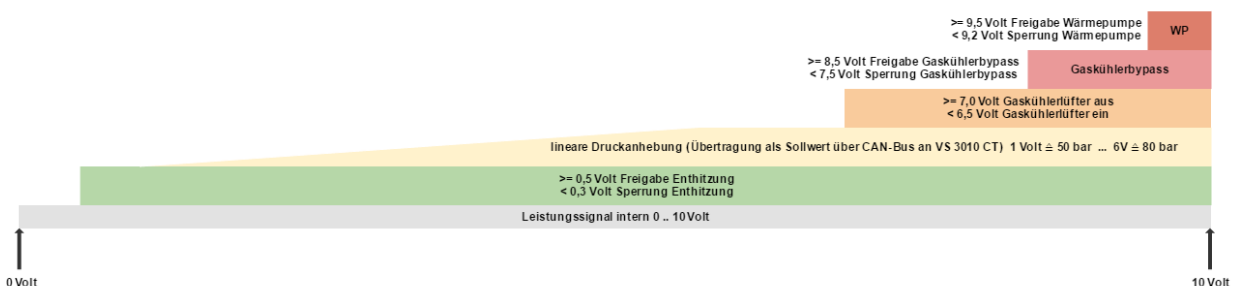 >= 9,5 Volt Freigabe Wärmepumpe
< 9,2 Volt Sperrung Wärmepumpe
WP
>= 8,5 Volt Freigabe Gaskühlerbypass
< 7,5 Volt Sperrung Gaskühlerbypass
Gaskühlerbypass
>= 7,0 Volt Gaskühlerlüfter aus
< 6,5 Volt Gaskühlerlüfter ein
lineare Druckanhebung (Übertragung als Sollwert über CAN-Bus an VS 3010 CT) 1 Volt ≙ 50 bar ... 6V ≙ 80 bar
>= 0,5 Volt Freigabe Enthitzung
< 0,3 Volt Sperrung Enthitzung
Leistungssignal intern 0 .. 10 Volt
0 Volt
10 Volt